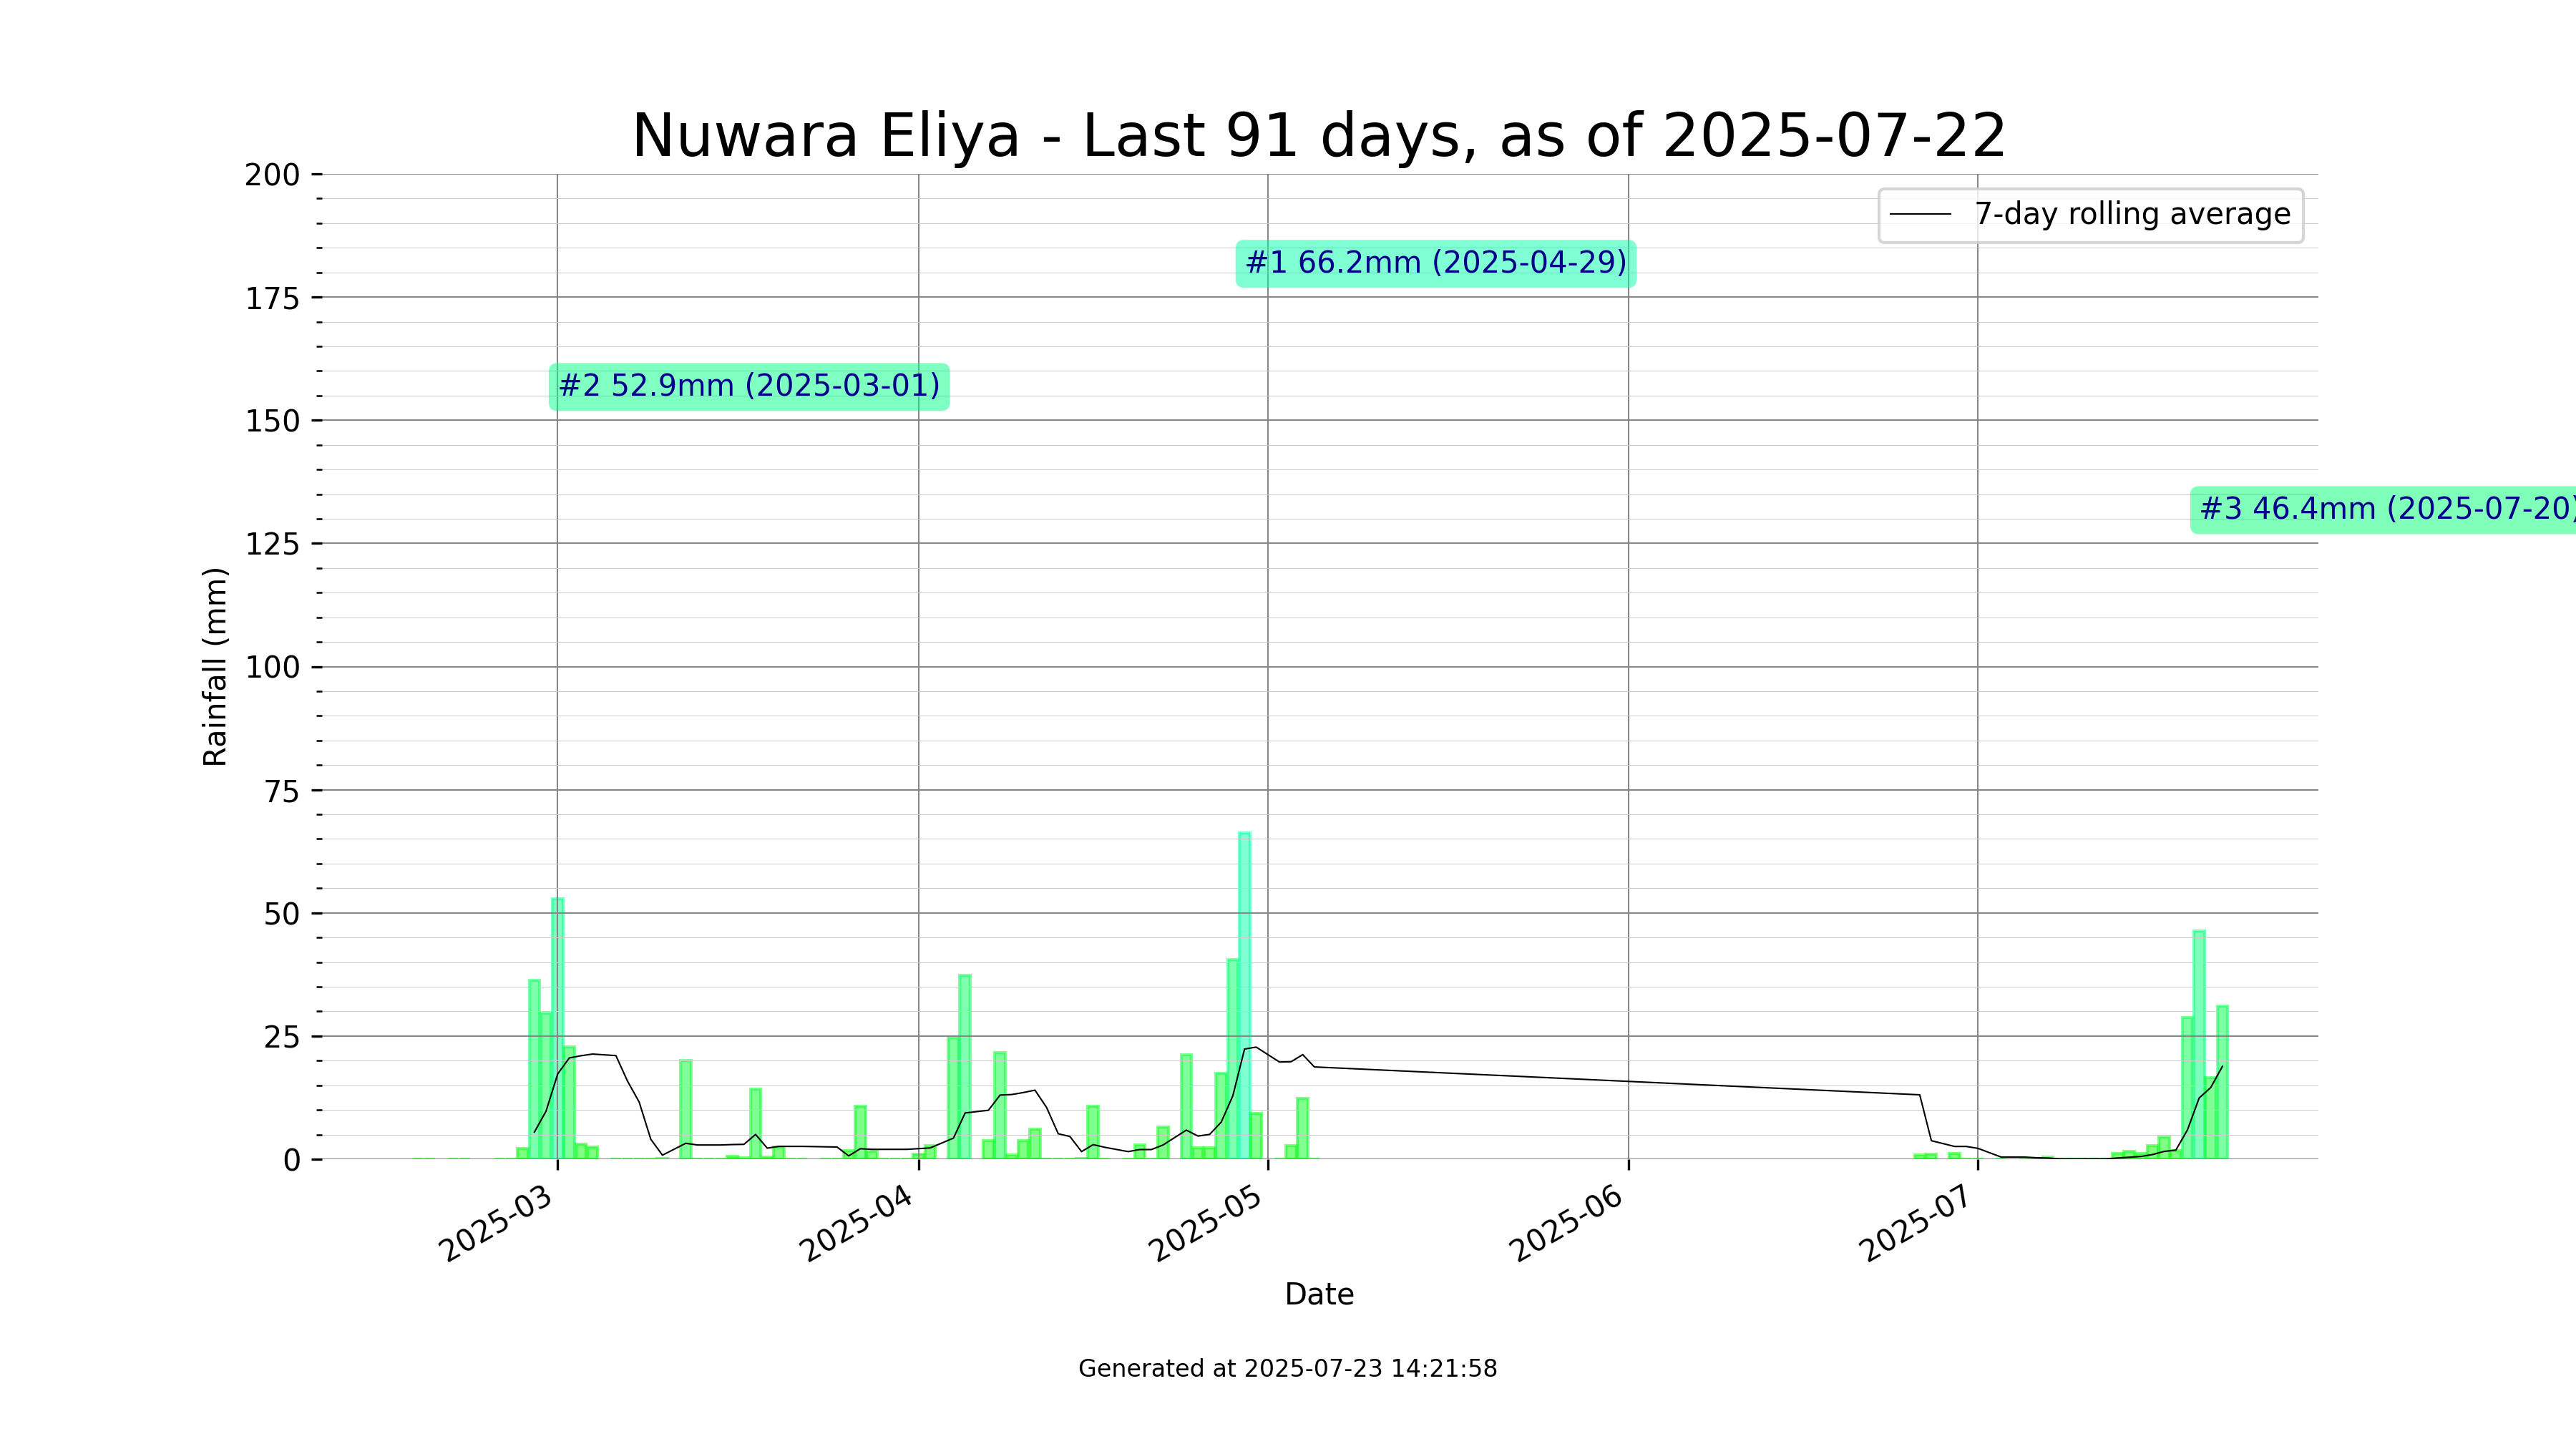 Nuwara Eliya - Last 91 days, as of 2025-07-22
200
175
150
125
100
75
50
25
0
Rainfall (mm)
7-day rolling average
#1 66.2mm (2025-04-29)
#2 52.9mm (2025-03-01)
#3 46.4mm (2025-07-20)
2025-03
2025-04
2025-05
2025-06
2025-07
Date
Generated at 2025-07-23 14:21:58